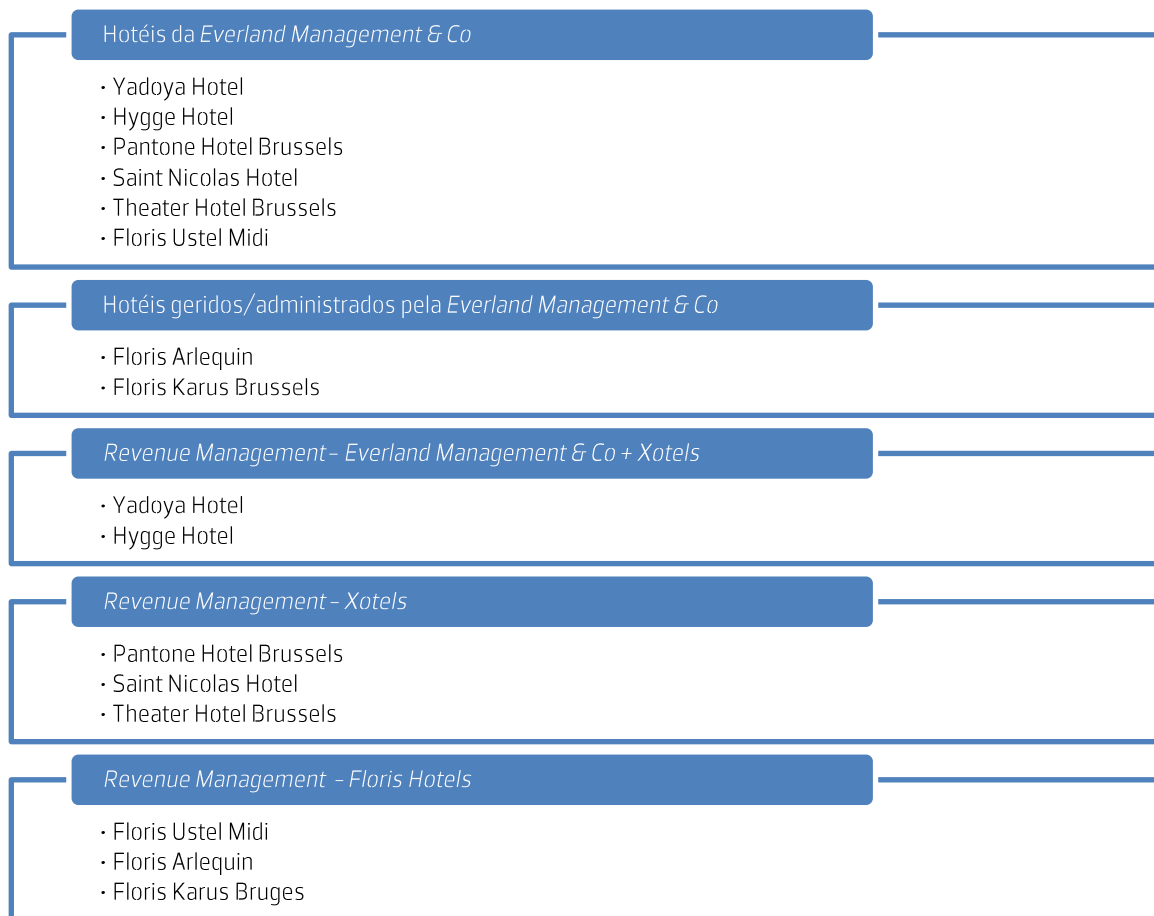 Hotéis da Everland Management & Co
· Yadoya Hotel
· Hygge Hotel
· Pantone Hotel Brussels
· Saint Nicolas Hotel
· Theater Hotel Brussels
· Floris Ustel Midi
Hotéis geridos/administrados pela Everland Management & Co
· Floris Arlequin
· Floris Karus Brussels
Revenue Management - Everland Management & Co + Xotels
· Yadoya Hotel
· Hygge Hotel
Revenue Management - Xotels
· Pantone Hotel Brussels
· Saint Nicolas Hotel
· Theater Hotel Brussels
Revenue Management - Floris Hotels
· Floris Ustel Midi
· Floris Arlequin
· Floris Karus Bruges